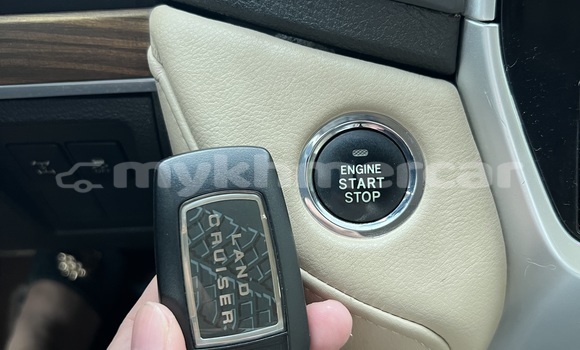 ENGINE
START
STOP
mykhmercar
LAND
CRUISER